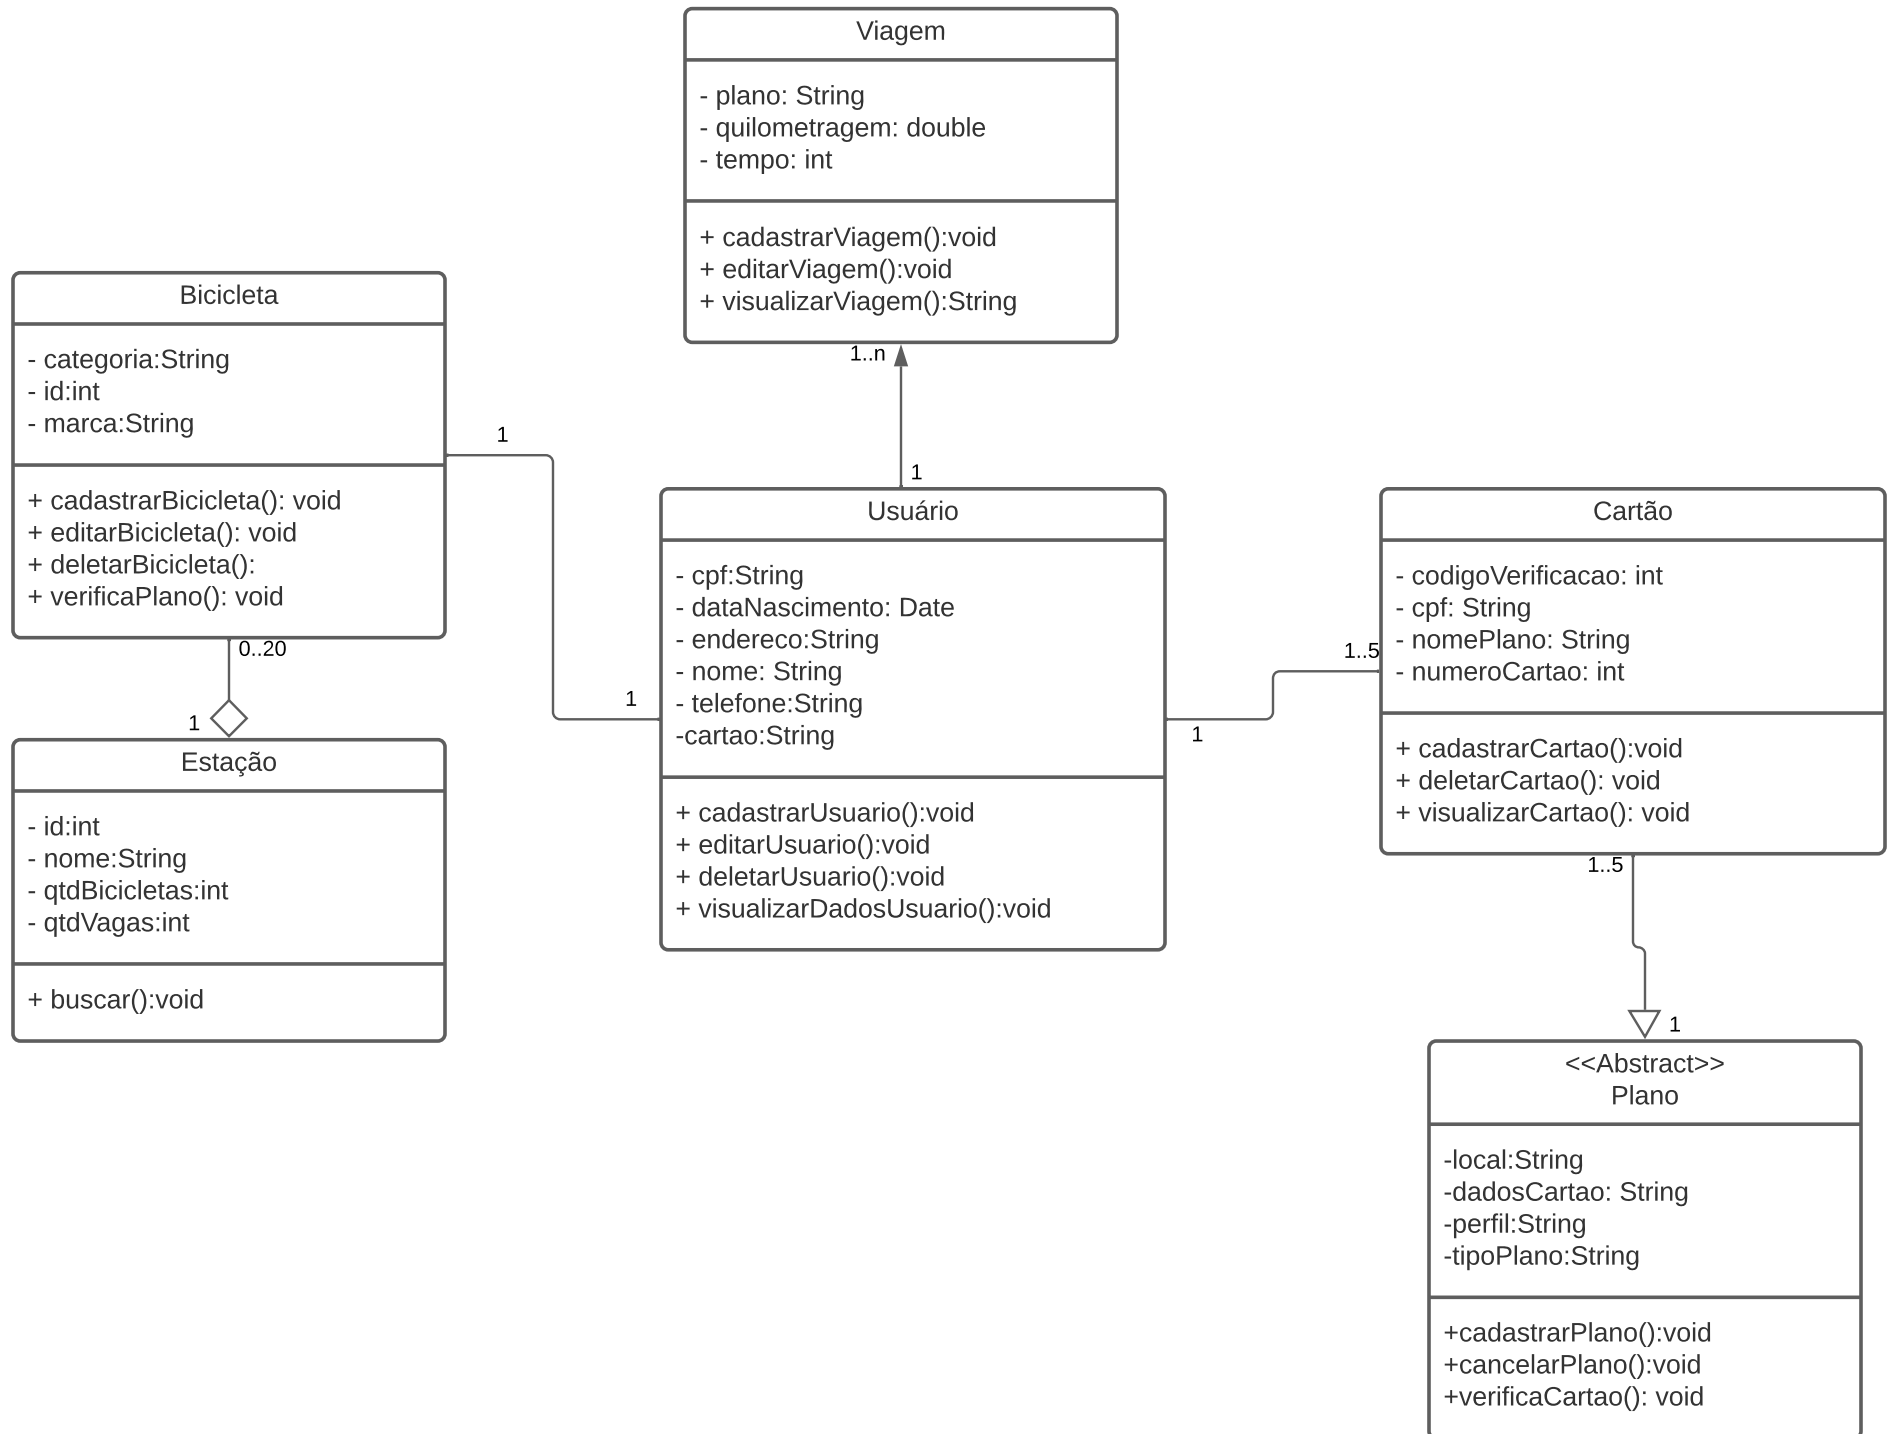 Viagem
- plano: String
- quilometragem: double
- tempo: int
+ cadastrarViagem():void
+ editarViagem():void
+ visualizarViagem():String
1..n
1
Bicicleta
- categoria:String
- id:int
- marca:String
+ cadastrarBicicleta(): void
+ editarBicicleta(): void
+ deletarBicicleta():
+ verificaPlano(): void
1
1
0..20
1
Estação
- id:int
- nome:String
- qtdBicicletas:int
- qtdVagas:int
+ buscar():void
Usuário
- cpf:String
- dataNascimento: Date
- endereco:String
- nome: String
- telefone:String
-cartao:String
+ cadastrarUsuario():void
+ editarUsuario():void
+ deletarUsuario():void
+ visualizarDadosUsuario():void
1
1..5
Cartão
- codigoVerificacao: int
- cpf: String
- nomePlano: String
- numeroCartao: int
+ cadastrarCartao():void
+ deletarCartao(): void
+ visualizarCartao(): void
1..5
1
<<Abstract>>
Plano
-local:String
-dadosCartao: String
-perfil:String
-tipoPlano:String
+cadastrarPlano():void
+cancelarPlano():void
+verificaCartao(): void